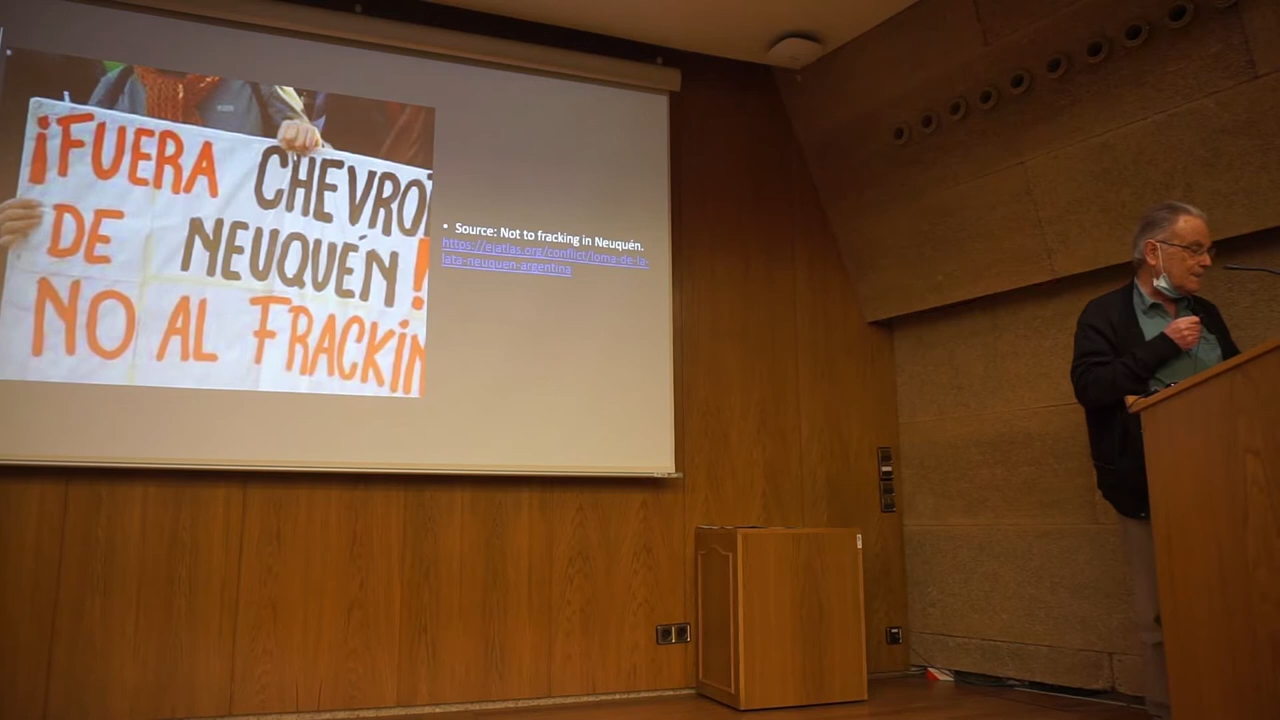 ¡FUERA CHEVRO
DE NEUQUÉN!
NO AL FRACKIN
• Source: Not to fracking in Neuquén.
https://ejatlas.org/conflict/loma-de-la-
lata-neuquen-argentina